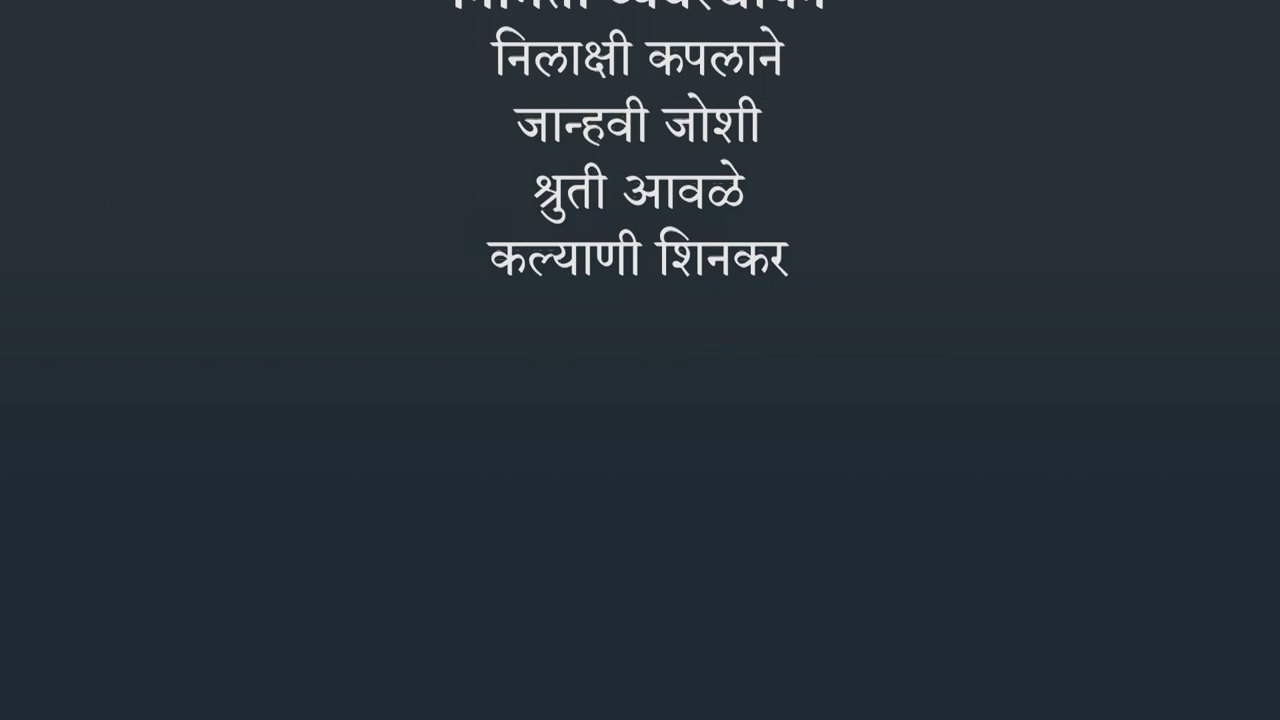 निलाक्षी कपलाने
जान्हवी जोशी
श्रुती आवळे
कल्याणी शिनकर